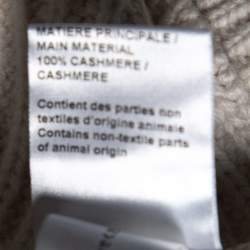 MATIERE PRINCIPALE /
MAIN MATERIAL
100% CASHMERE /
CASHMERE
Contient des parties non
textiles d'origine animale
Contains non-textile parts
of animal origin